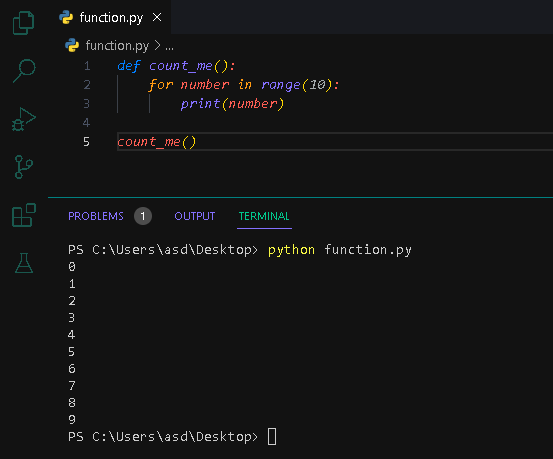 function.py ×
function.py > ...
1 def count_me():
2     for number in range(10):
3         print(number)
4
5 count_me()
PROBLEMS 1 OUTPUT TERMINAL
PS C:\Users\asd\Desktop> python function.py
0
1
2
3
4
5
6
7
8
9
PS C:\Users\asd\Desktop>